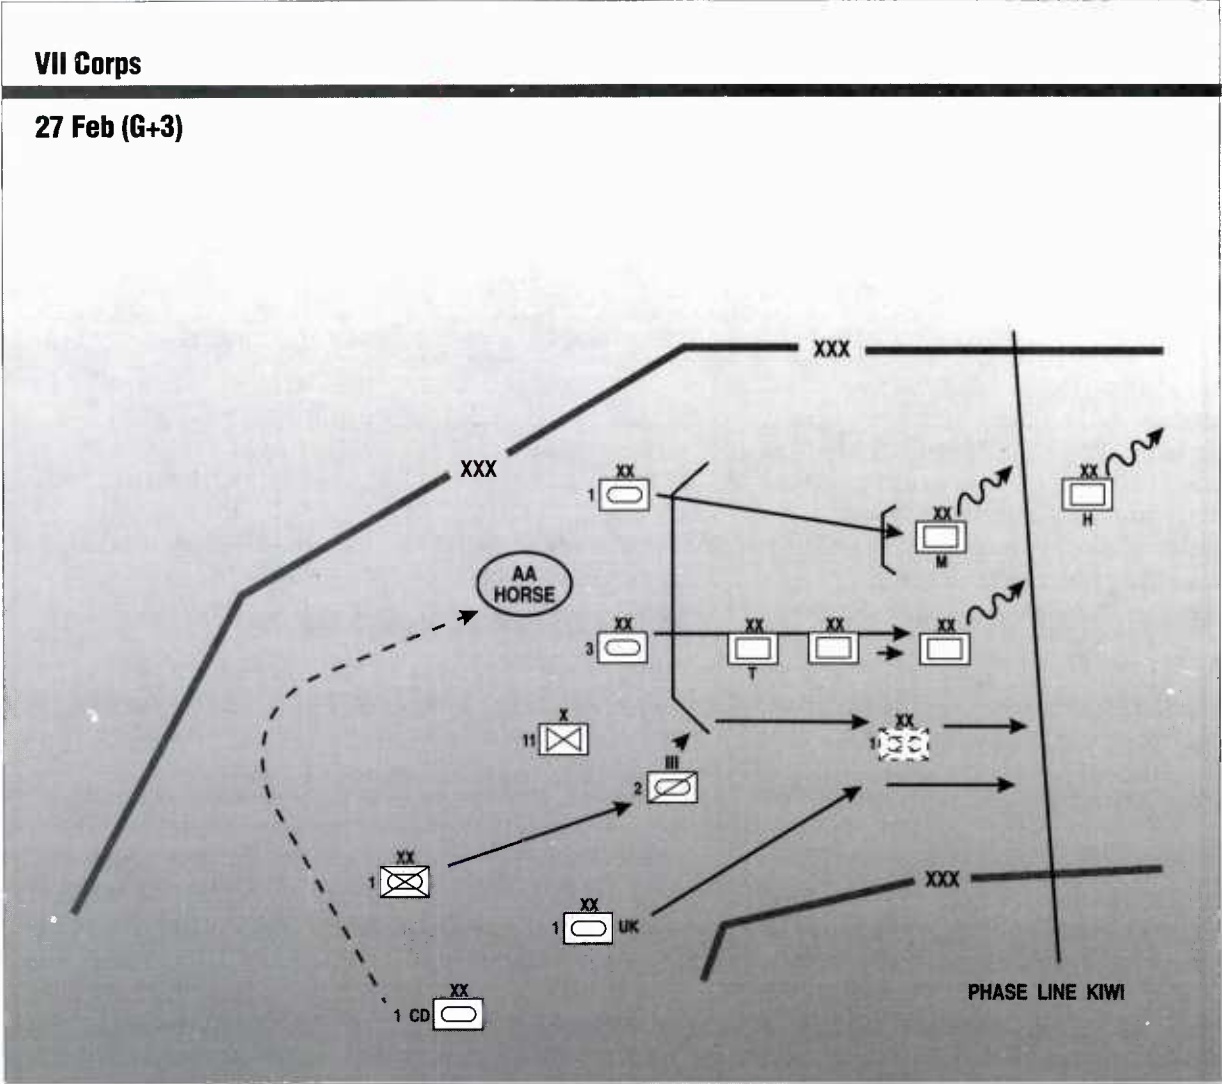 VII Corps
27 Feb (G+3)
XXX
XXX
XX
1
XX
H
XX
M
AA
HORSE
XX
3
XX
T
XX
XX
X
11
XX
1
III
2
XX
1
XXX
XX
1 UK
PHASE LINE KIWI
XX
1 CD